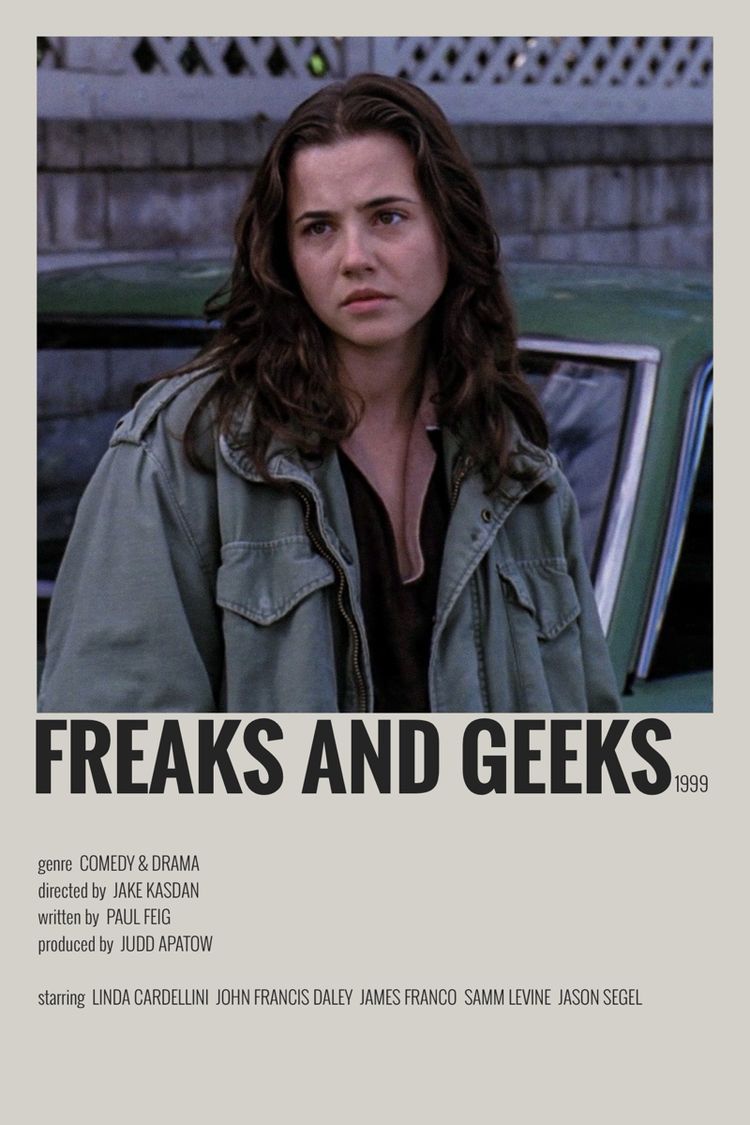 FREAKS AND GEEKS 1999
genre COMEDY & DRAMA
directed by JAKE KASDAN
written by PAUL FEIG
produced by JUDD APATOW
starring LINDA CARDELLINI JOHN FRANCIS DALEY JAMES FRANCO SAMM LEVINE JASON SEGEL